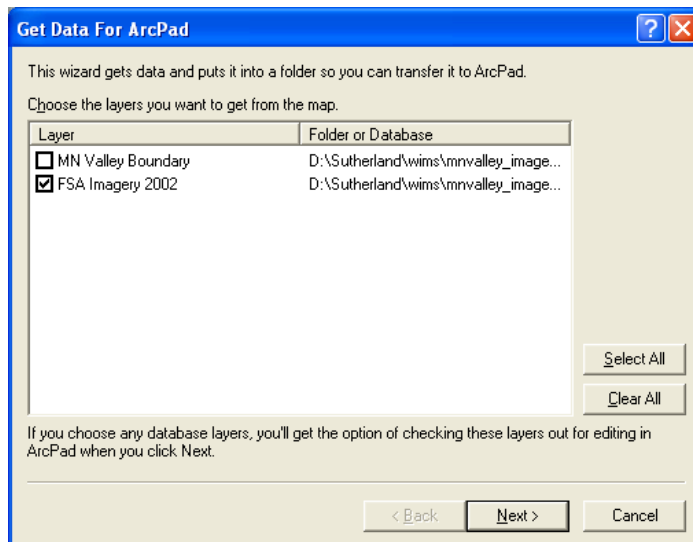 Get Data For ArcPad
This wizard gets data and puts it into a folder so you can transfer it to ArcPad.
Choose the layers you want to get from the map.
Layer Folder or Database
MN Valley Boundary D:\Sutherland\wims\mnvalley_image...
FSA Imagery 2002 D:\Sutherland\wims\mnvalley_image...
Select All
Clear All
If you choose any database layers, you'll get the option of checking these layers out for editing in
ArcPad when you click Next.
< Back Next > Cancel